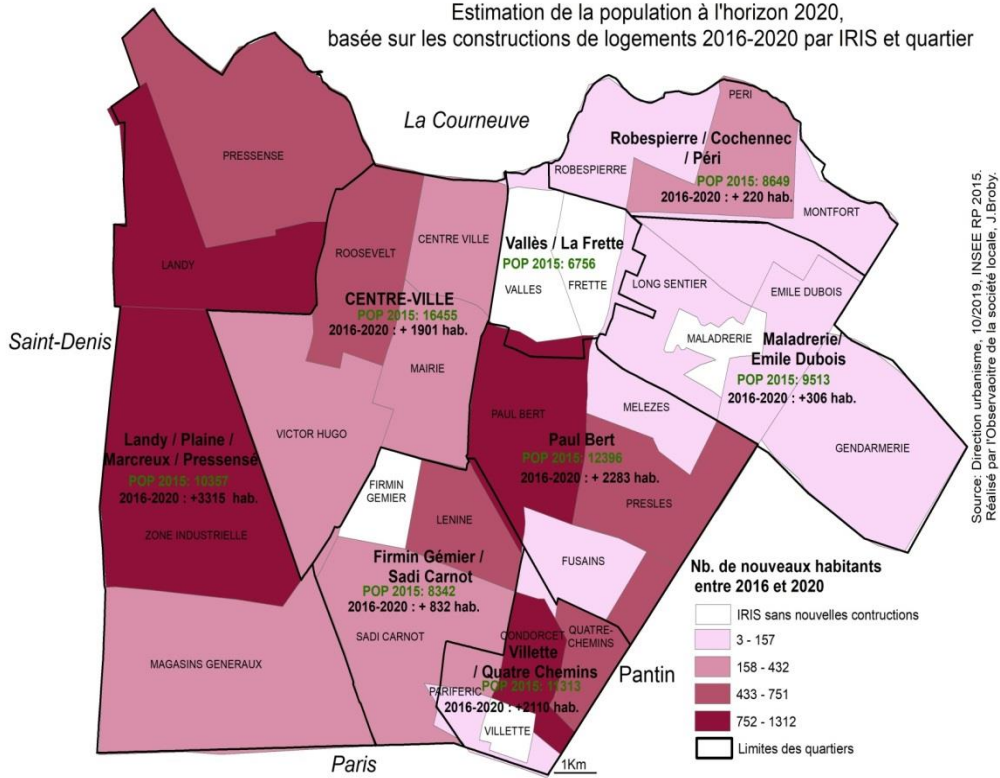 Estimation de la population à l'horizon 2020,
basée sur les constructions de logements 2016-2020 par IRIS et quartier
La Courneuve
PERI
Robespierre / Cochennec
/ Péri
ROBESPIERRE
POP 2015: 8649
2016-2020 : + 220 hab.
MONTFORT
PRESSENSE
LANDY
ROOSEVELT
CENTRE VILLE
Vallès / La Frette
POP 2015: 6756
VALLES
FRETTE
LONG SENTIER
EMILE DUBOIS
CENTRE-VILLE
POP 2015: 16455
2016-2020 : + 1901 hab.
MAIRIE
Saint-Denis
MALADRERIE
Maladrerie/
Emile Dubois
POP 2015: 9513
2016-2020 : +306 hab.
MELEZES
GENDARMERIE
PAUL BERT
Paul Bert
POP 2015: 12396
2016-2020 : + 2283 hab.
PRESLES
VICTOR HUGO
Landy / Plaine /
Marcreux / Pressensé
POP 2015: 10357
2016-2020 : +3315 hab.
ZONE INDUSTRIELLE
FIRMIN
GEMIER
LENINE
Firmin Gémier /
Sadi Carnot
POP 2015: 8342
2016-2020 : + 832 hab.
SADI CARNOT
FUSAINS
MAGASINS GENERAUX
CONDORCET
QUATRE-
CHEMINS
Villette
/ Quatre Chemins
PARIFERIC
POP 2015: 11313
2016-2020 : +2110 hab.
VILLETTE
Pantin
Paris
1Km
Nb. de nouveaux habitants
entre 2016 et 2020
IRIS sans nouvelles contructions
3 - 157
158 - 432
433 - 751
752 - 1312
Limites des quartiers
Source: Direction urbanisme, 10/2019, INSEE RP 2015.
Réalisé par l'Observaoitre de la société locale, J.Broby.